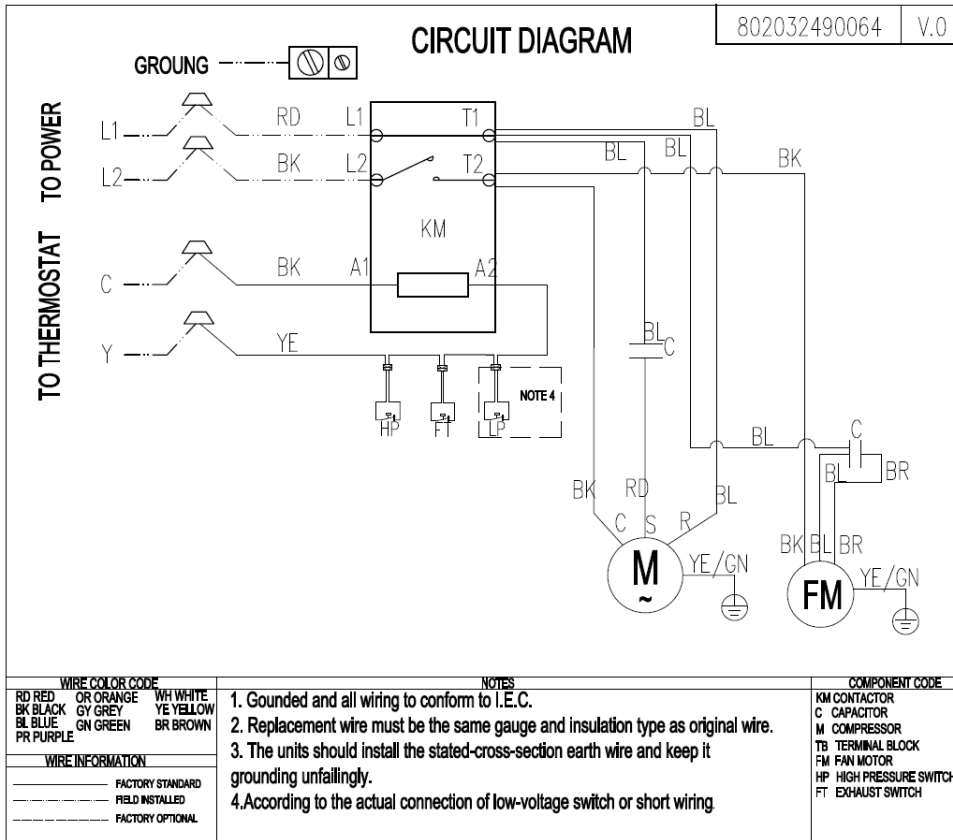 802032490064 V.0
CIRCUIT DIAGRAM
GROUNG
TO POWER
L1
RD
L1
T1
BL
L2
BK
L2
T2
BL
BL
BK
KM
TO THERMOSTAT
C
BK
A1
A2
Y
YE
HP
FT
LP
NOTE 4
BL
C
BL
C
BL
BR
BK
RD
BL
C
S
R
M
~
YE/GN
BK
BL
BR
FM
YE/GN
WIRE COLOR CODE
RD RED OR ORANGE WH WHITE
BK BLACK GY GREY YE YELLOW
BL BLUE GN GREEN BR BROWN
PR PURPLE
WIRE INFORMATION
FACTORY STANDARD
FIELD INSTALLED
FACTORY OPTIONAL
NOTES
1. Gounded and all wiring to conform to I.E.C.
2. Replacement wire must be the same gauge and insulation type as original wire.
3. The units should install the stated-cross-section earth wire and keep it
grounding unfailingly.
4.According to the actual connection of low-voltage switch or short wiring
COMPONENT CODE
KM CONTACTOR
C CAPACITOR
M COMPRESSOR
TB TERMINAL BLOCK
FM FAN MOTOR
HP HIGH PRESSURE SWITCH
FT EXHAUST SWITCH